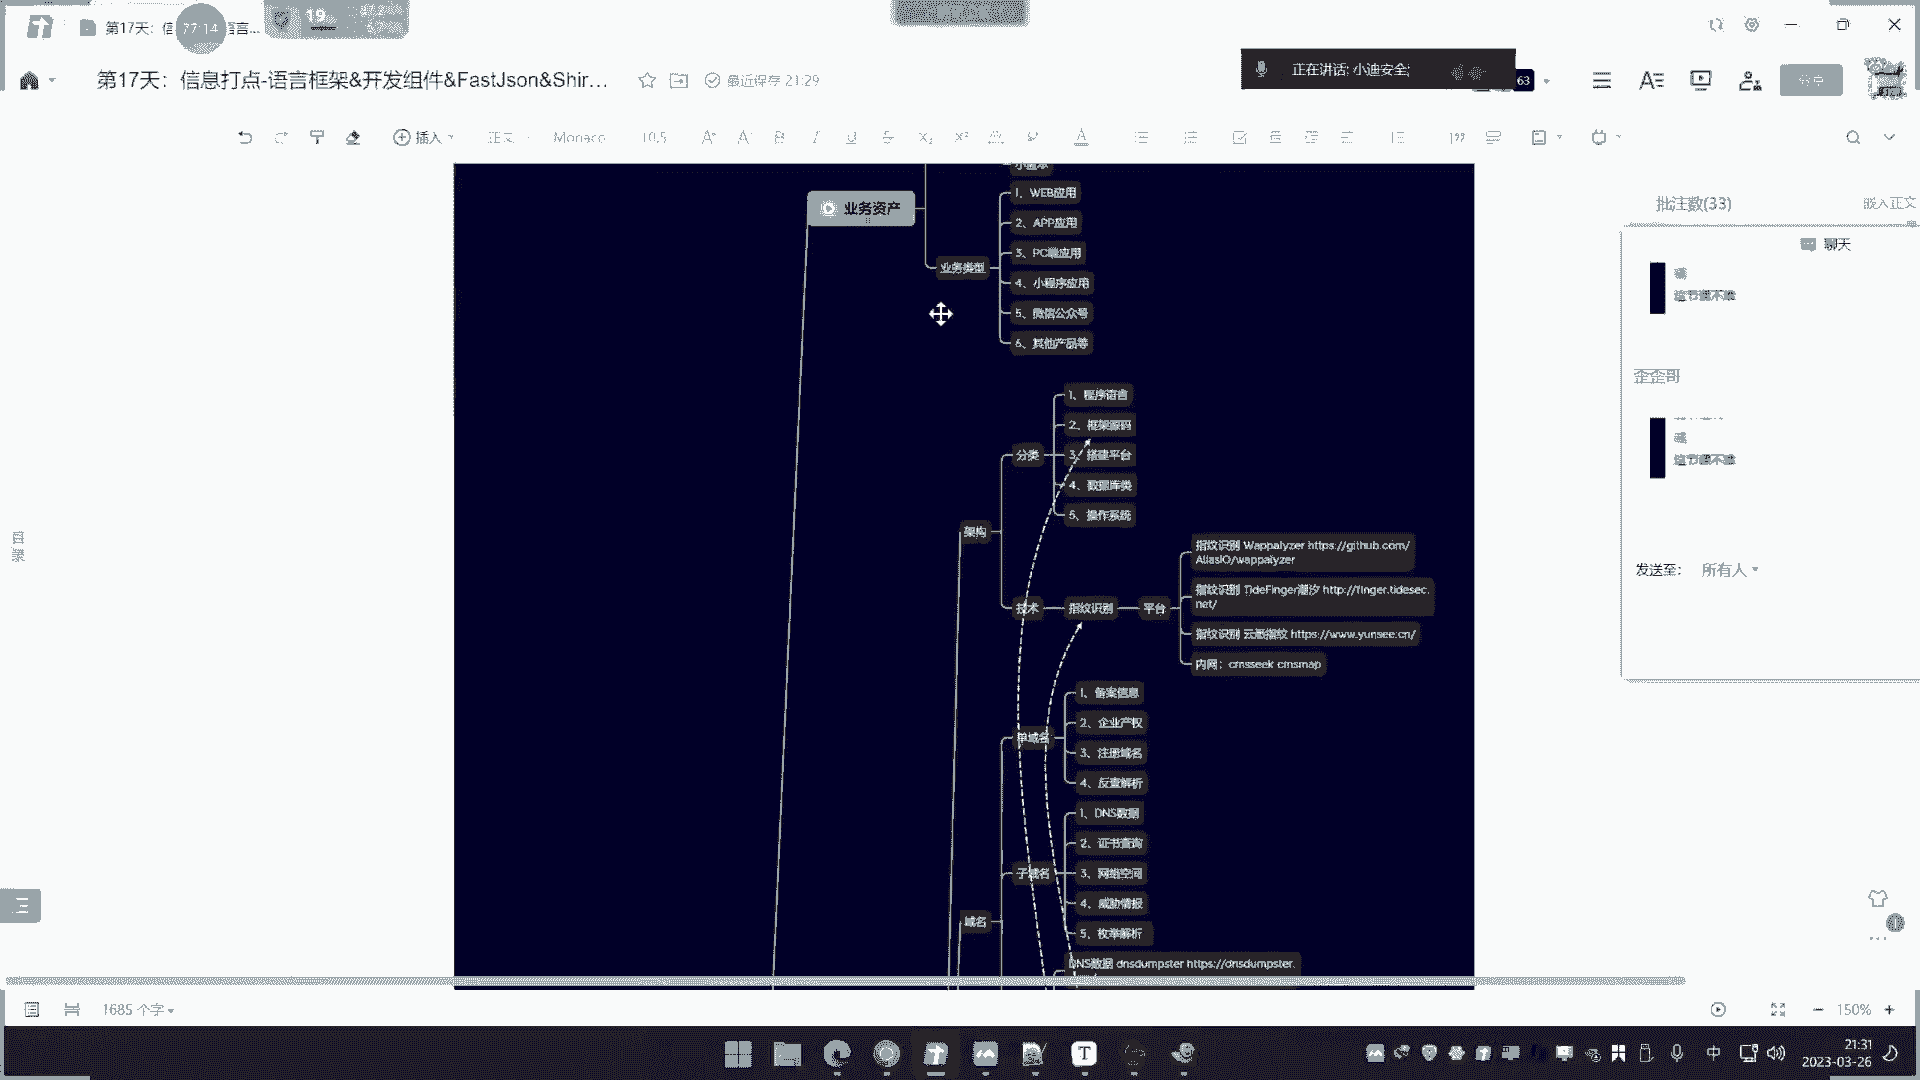 第17天：信
言...
77:14
19
第17天：信息打点-语言框架&开发组件&FastJson&Shir...
最近保存 21:29
正在讲话: 小迪安全;
63
分享
插入
正文
Monaco
10.5
批注数(33)
嵌入正文
聊天
歪歪哥
发送至：
所有人
目录
业务资产
业务类型
1、WEB应用
2、APP应用
3、PC端应用
4、小程序应用
5、微信公众号
6、其他产品等
架构
分类
1、程序语言
2、框架源码
3、搭建平台
4、数据库类
5、操作系统
技术
指纹识别
平台
指纹识别 Wappalyzer https://github.com/
AliasIO/wappalyzer
指纹识别 TideFinger潮汐 http://finger.tidesec.
net/
指纹识别 云悉指纹 https://www.yunsee.cn/
内网：cmsseek cmsmap
域名
单域名
1、备案信息
2、企业产权
3、注册域名
4、反查解析
子域名
1、DNS数据
2、证书查询
3、网络空间
4、威胁情报
5、枚举解析
DNS数据 dnsdumpster https://dnsdumpster.
1685 个字
150%
中
21:31
2023-03-26